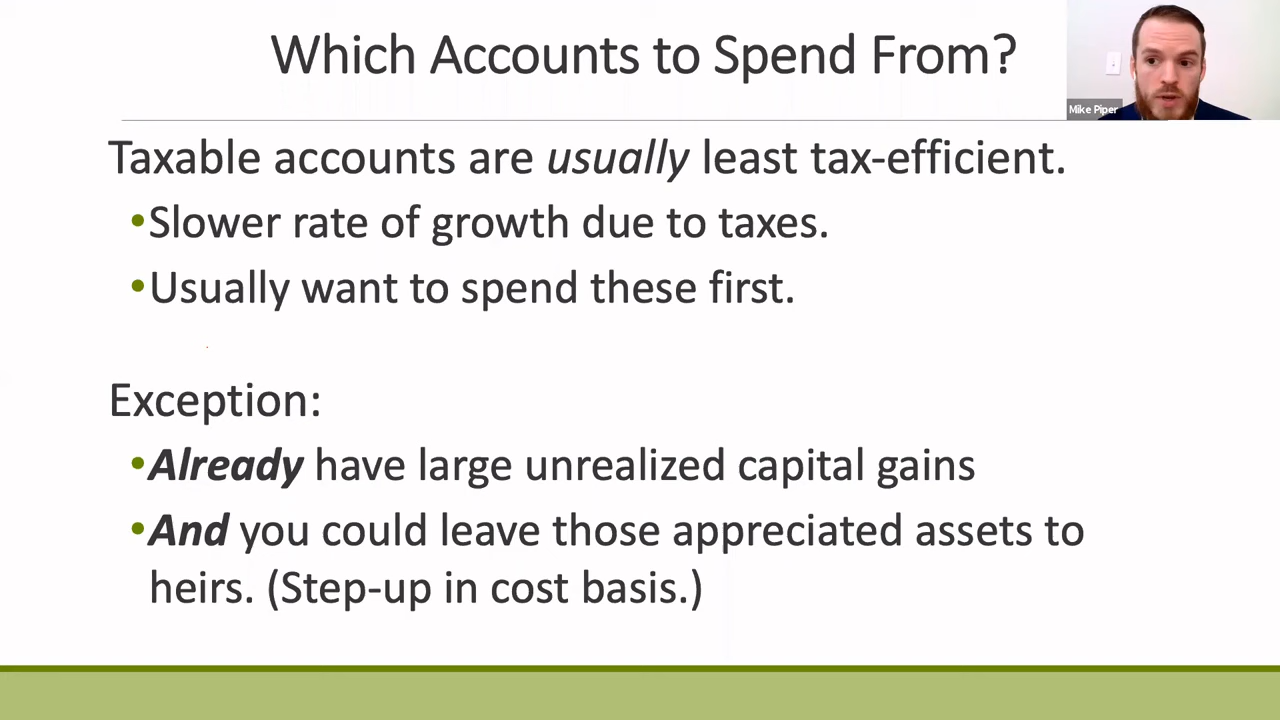 Which Accounts to Spend From?
Mike Piper
Taxable accounts are usually least tax-efficient.
•Slower rate of growth due to taxes.
•Usually want to spend these first.
Exception:
•Already have large unrealized capital gains
•And you could leave those appreciated assets to
heirs. (Step-up in cost basis.)